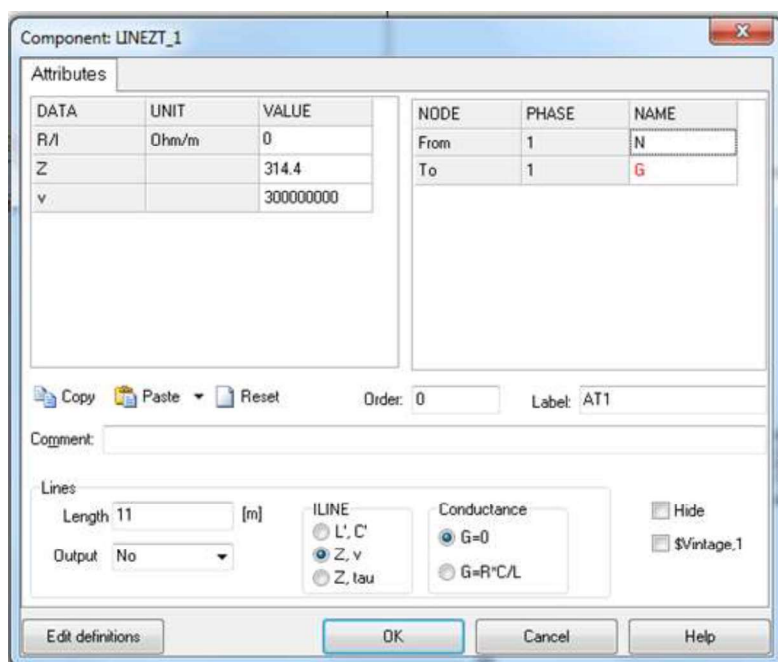 Component: LINEZT_1
Attributes
DATA UNIT VALUE
R/l Ohm/m 0
Z 314.4
v 300000000
NODE PHASE NAME
From 1 N
To 1 G
Copy Paste Reset Order: 0 Label: AT1
Comment:
Lines
Length 11 [m]
Output No
ILINE
L', C'
Z, v
Z, tau
Conductance
G=0
G=R*C/L
Hide
$Vintage,1
Edit definitions OK Cancel Help